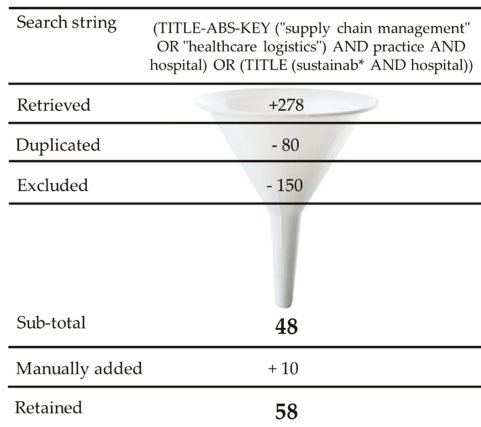 Search string
(TITLE-ABS-KEY ("supply chain management"
OR "healthcare logistics") AND practice AND
hospital) OR (TITLE (sustainab* AND hospital))
Retrieved +278
Duplicated - 80
Excluded - 150
Sub-total 48
Manually added + 10
Retained 58